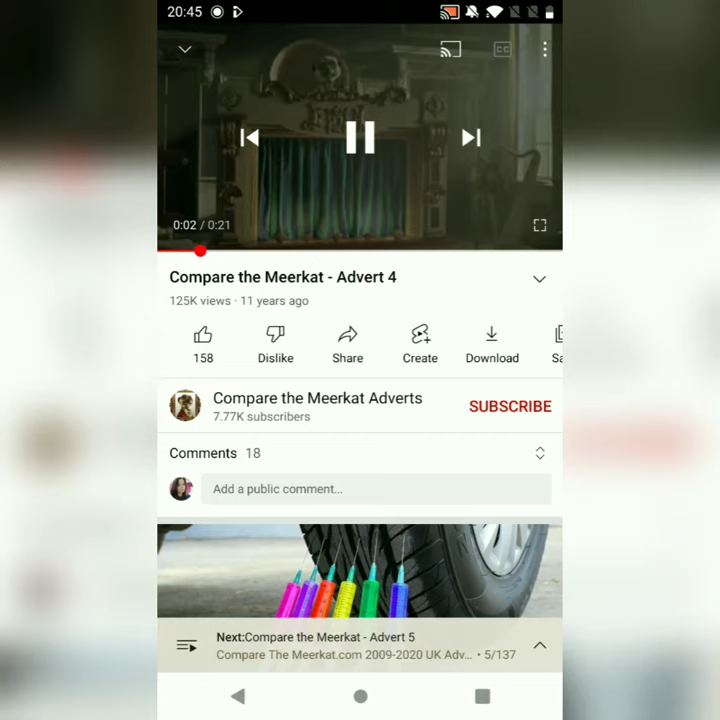 20:45
CC
0:02 / 0:21
Compare the Meerkat - Advert 4
125K views · 11 years ago
158 Dislike Share Create Download Sa
Compare the Meerkat Adverts
7.77K subscribers
SUBSCRIBE
Comments 18
Add a public comment...
Next:Compare the Meerkat - Advert 5
Compare The Meerkat.com 2009-2020 UK Adv... • 5/137